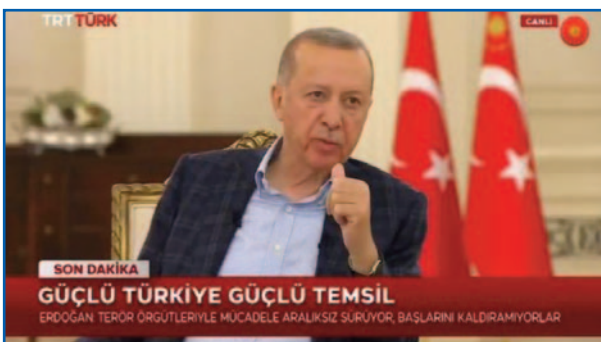 TRT TÜRK
CANLI
SON DAKİKA
GÜÇLÜ TÜRKİYE GÜÇLÜ TEMSİL
ERDOĞAN: TERÖR ÖRGÜTLERİYLE MÜCADELE ARALIKSIZ SÜRÜYOR, BAŞLARINI KALDIRAMIYORLAR